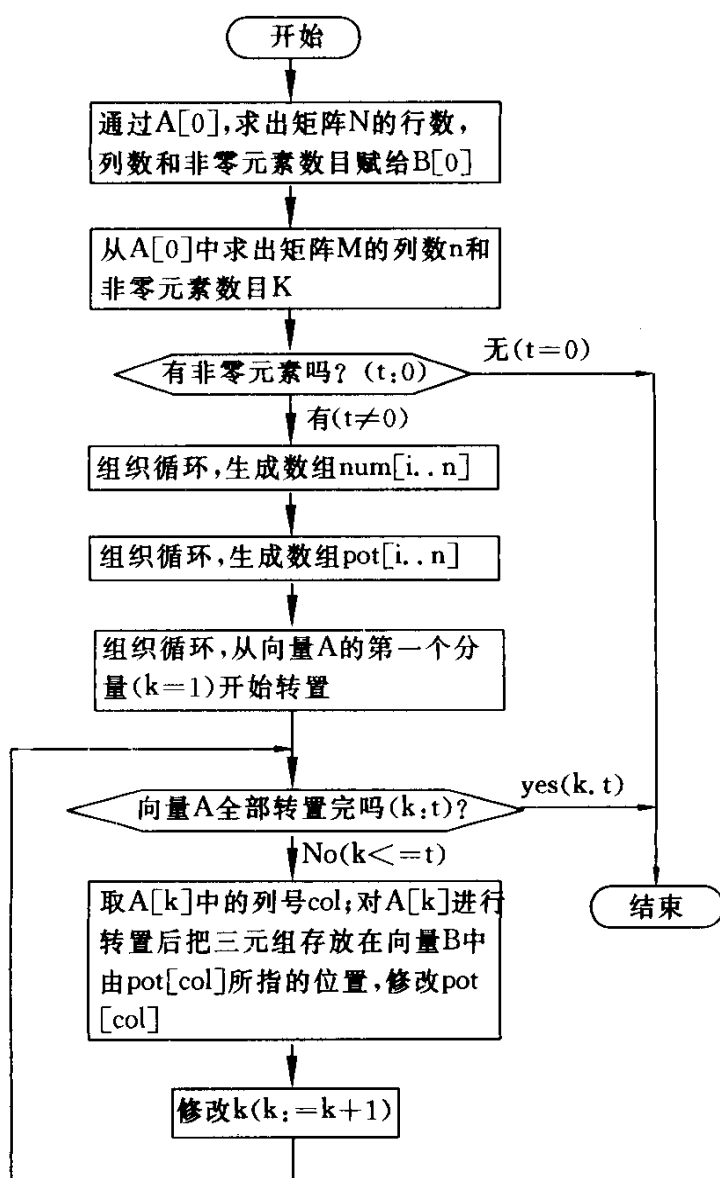 开始
通过A[0],求出矩阵N的行数,
列数和非零元素数目赋给B[0]
从A[0]中求出矩阵M的列数n和
非零元素数目K
有非零元素吗? (t:0)
无(t=0)
有(t≠0)
组织循环,生成数组num[i..n]
组织循环,生成数组pot[i..n]
组织循环,从向量A的第一个分
量(k=1)开始转置
向量A全部转置完吗(k:t)?
yes(k.t)
No(k<=t)
取A[k]中的列号col;对A[k]进行
转置后把三元组存放在向量B中
由pot[col]所指的位置,修改pot
[col]
结束
修改k(k:=k+1)